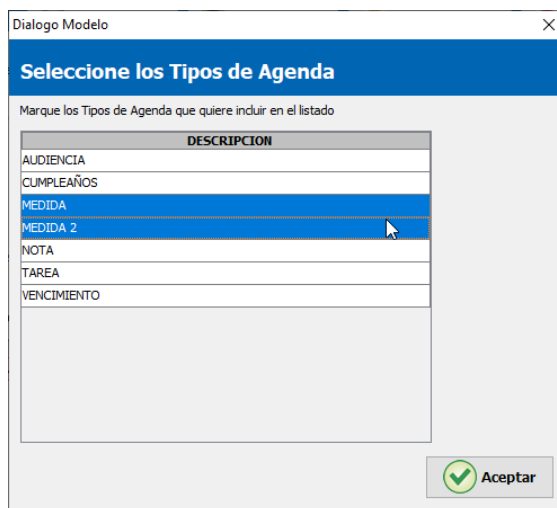 Dialogo Modelo
Seleccione los Tipos de Agenda
Marque los Tipos de Agenda que quiere incluir en el listado
DESCRIPCION
AUDIENCIA
CUMPLEAÑOS
MEDIDA
MEDIDA 2
NOTA
TAREA
VENCIMIENTO
Aceptar